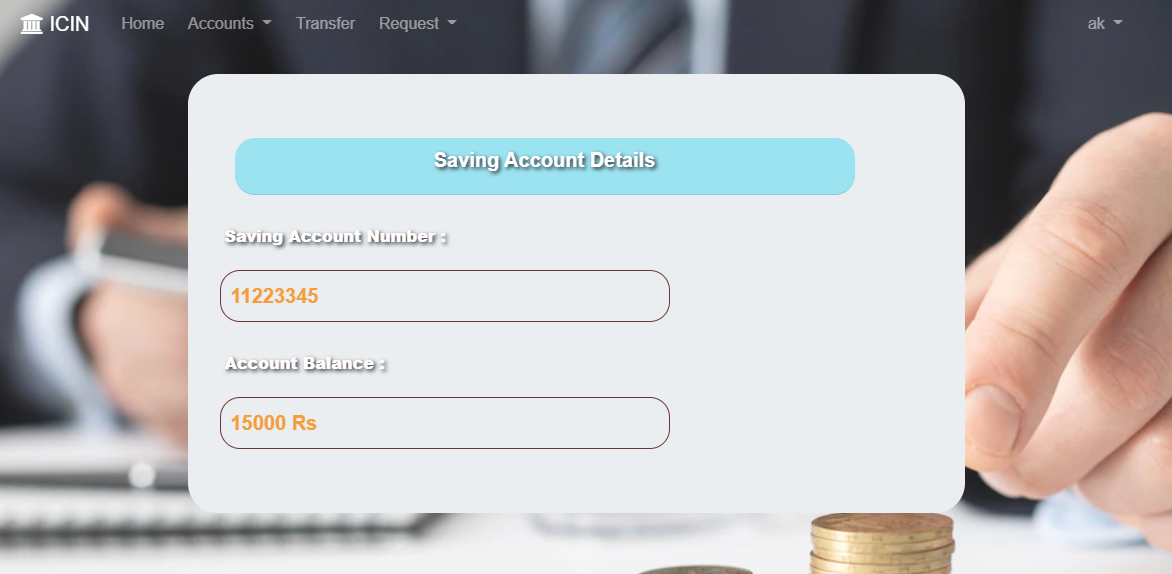 ICIN Home Accounts Transfer Request ak
Saving Account Details
Saving Account Number :
11223345
Account Balance :
15000 Rs